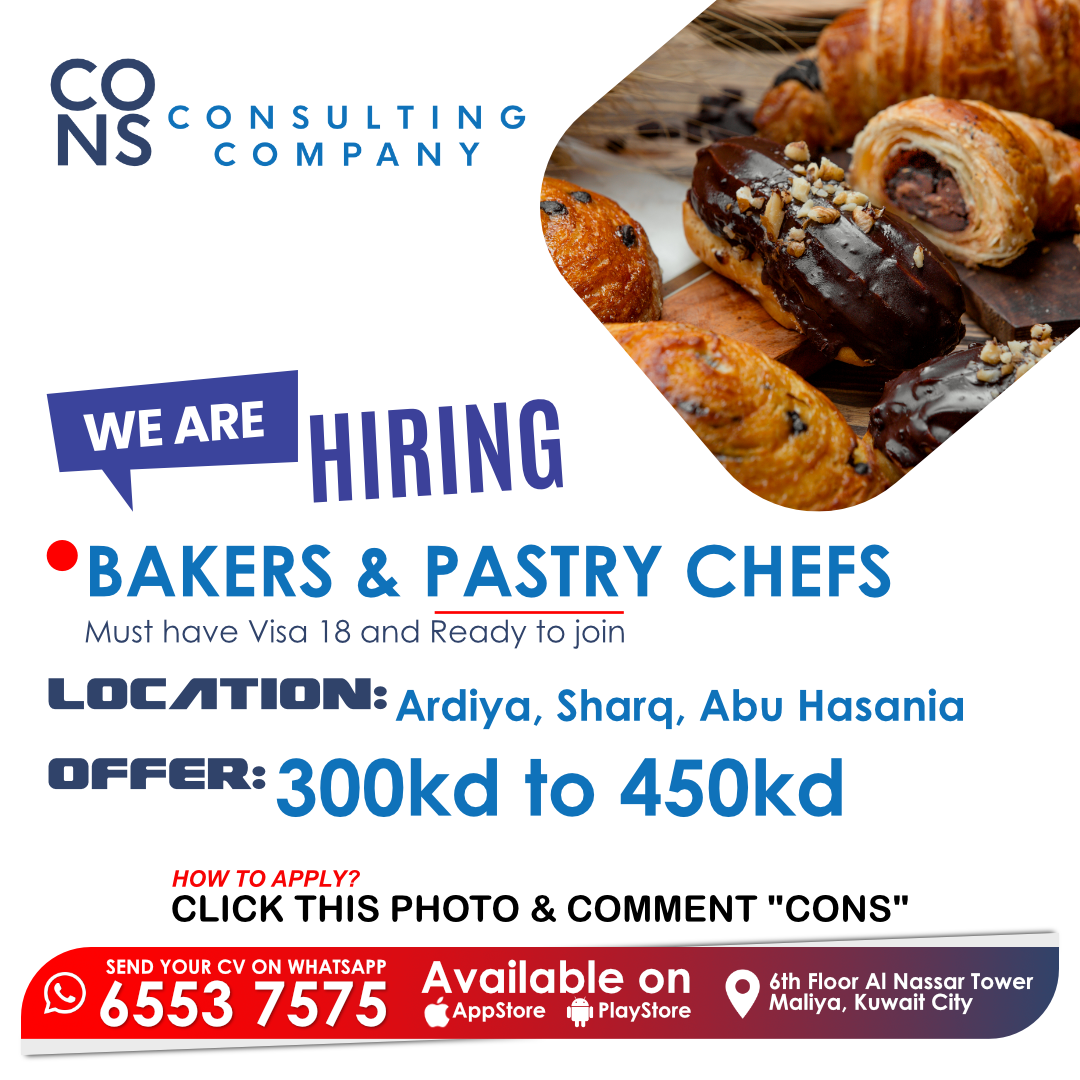 CO
NS
CONSULTING
COMPANY
WE ARE
HIRING
BAKERS & PASTRY CHEFS
Must have Visa 18 and Ready to join
LOCATION: Ardiya, Sharq, Abu Hasania
OFFER: 300kd to 450kd
HOW TO APPLY?
CLICK THIS PHOTO & COMMENT "CONS"
SEND YOUR CV ON WHATSAPP
6553 7575
Available on
AppStore PlayStore
6th Floor Al Nassar Tower
Maliya, Kuwait City